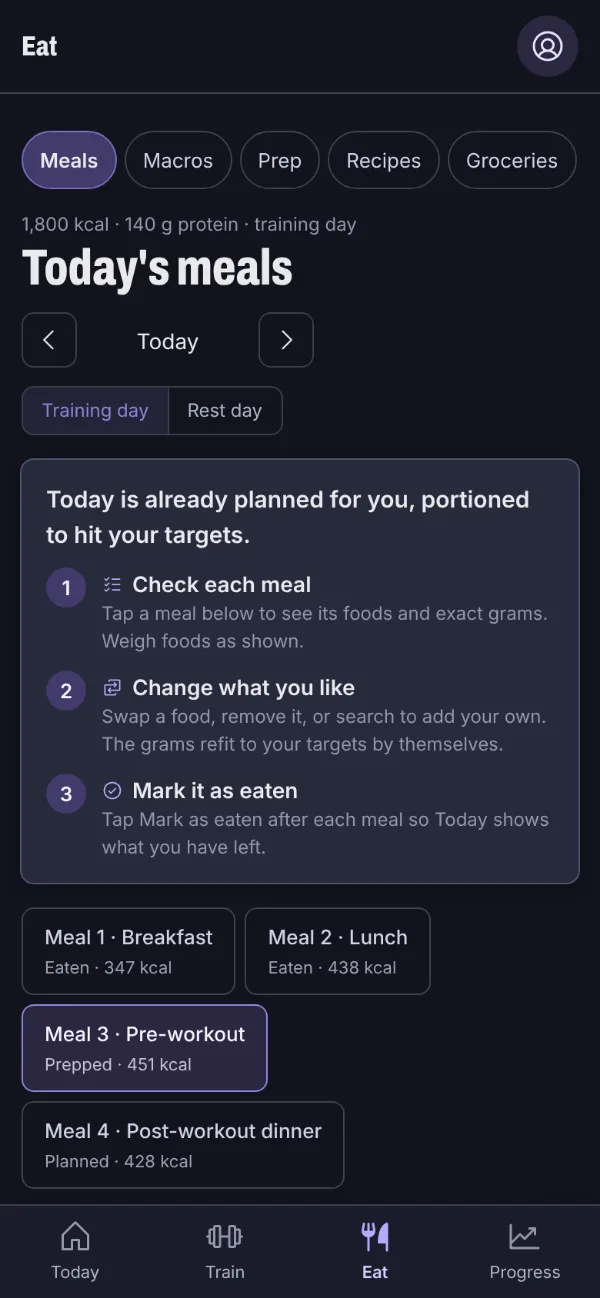 Eat
Meals
Macros
Prep
Recipes
Groceries
1,800 kcal · 140 g protein · training day
Today's meals
Today
Training day
Rest day
Today is already planned for you, portioned
to hit your targets.
1
Check each meal
Tap a meal below to see its foods and exact grams.
Weigh foods as shown.
2
Change what you like
Swap a food, remove it, or search to add your own.
The grams refit to your targets by themselves.
3
Mark it as eaten
Tap Mark as eaten after each meal so Today shows
what you have left.
Meal 1 · Breakfast
Eaten · 347 kcal
Meal 2 · Lunch
Eaten · 438 kcal
Meal 3 · Pre-workout
Prepped · 451 kcal
Meal 4 · Post-workout dinner
Planned · 428 kcal
Today
Train
Eat
Progress